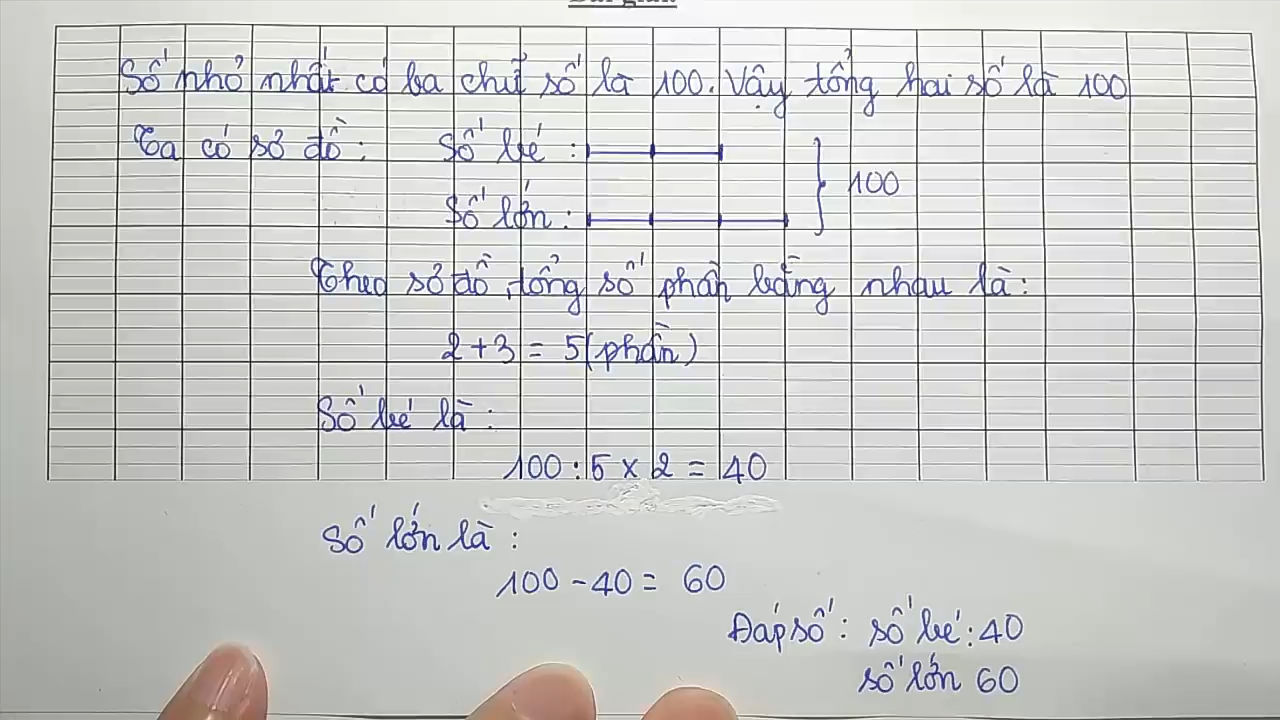 Số nhỏ nhất có ba chữ số là 100. Vậy tổng hai số là 100
Ta có sơ đồ: Số bé :
100
Số lớn :
Theo sơ đồ, tổng số phần bằng nhau là:
2 + 3 = 5 (phần)
Số bé là :
100 : 5 x 2 = 40
Số lớn là :
100 - 40 = 60
Đáp số : số bé : 40
số lớn 60